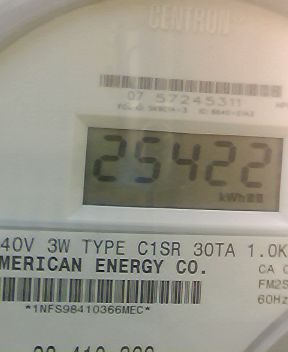 CENTRON
07 57245311
25422
kWh
40V 3W TYPE C1SR 30TA 1.0K
MERICAN ENERGY CO.
CA
FM2S
60Hz
*1NFS98410366MEC*